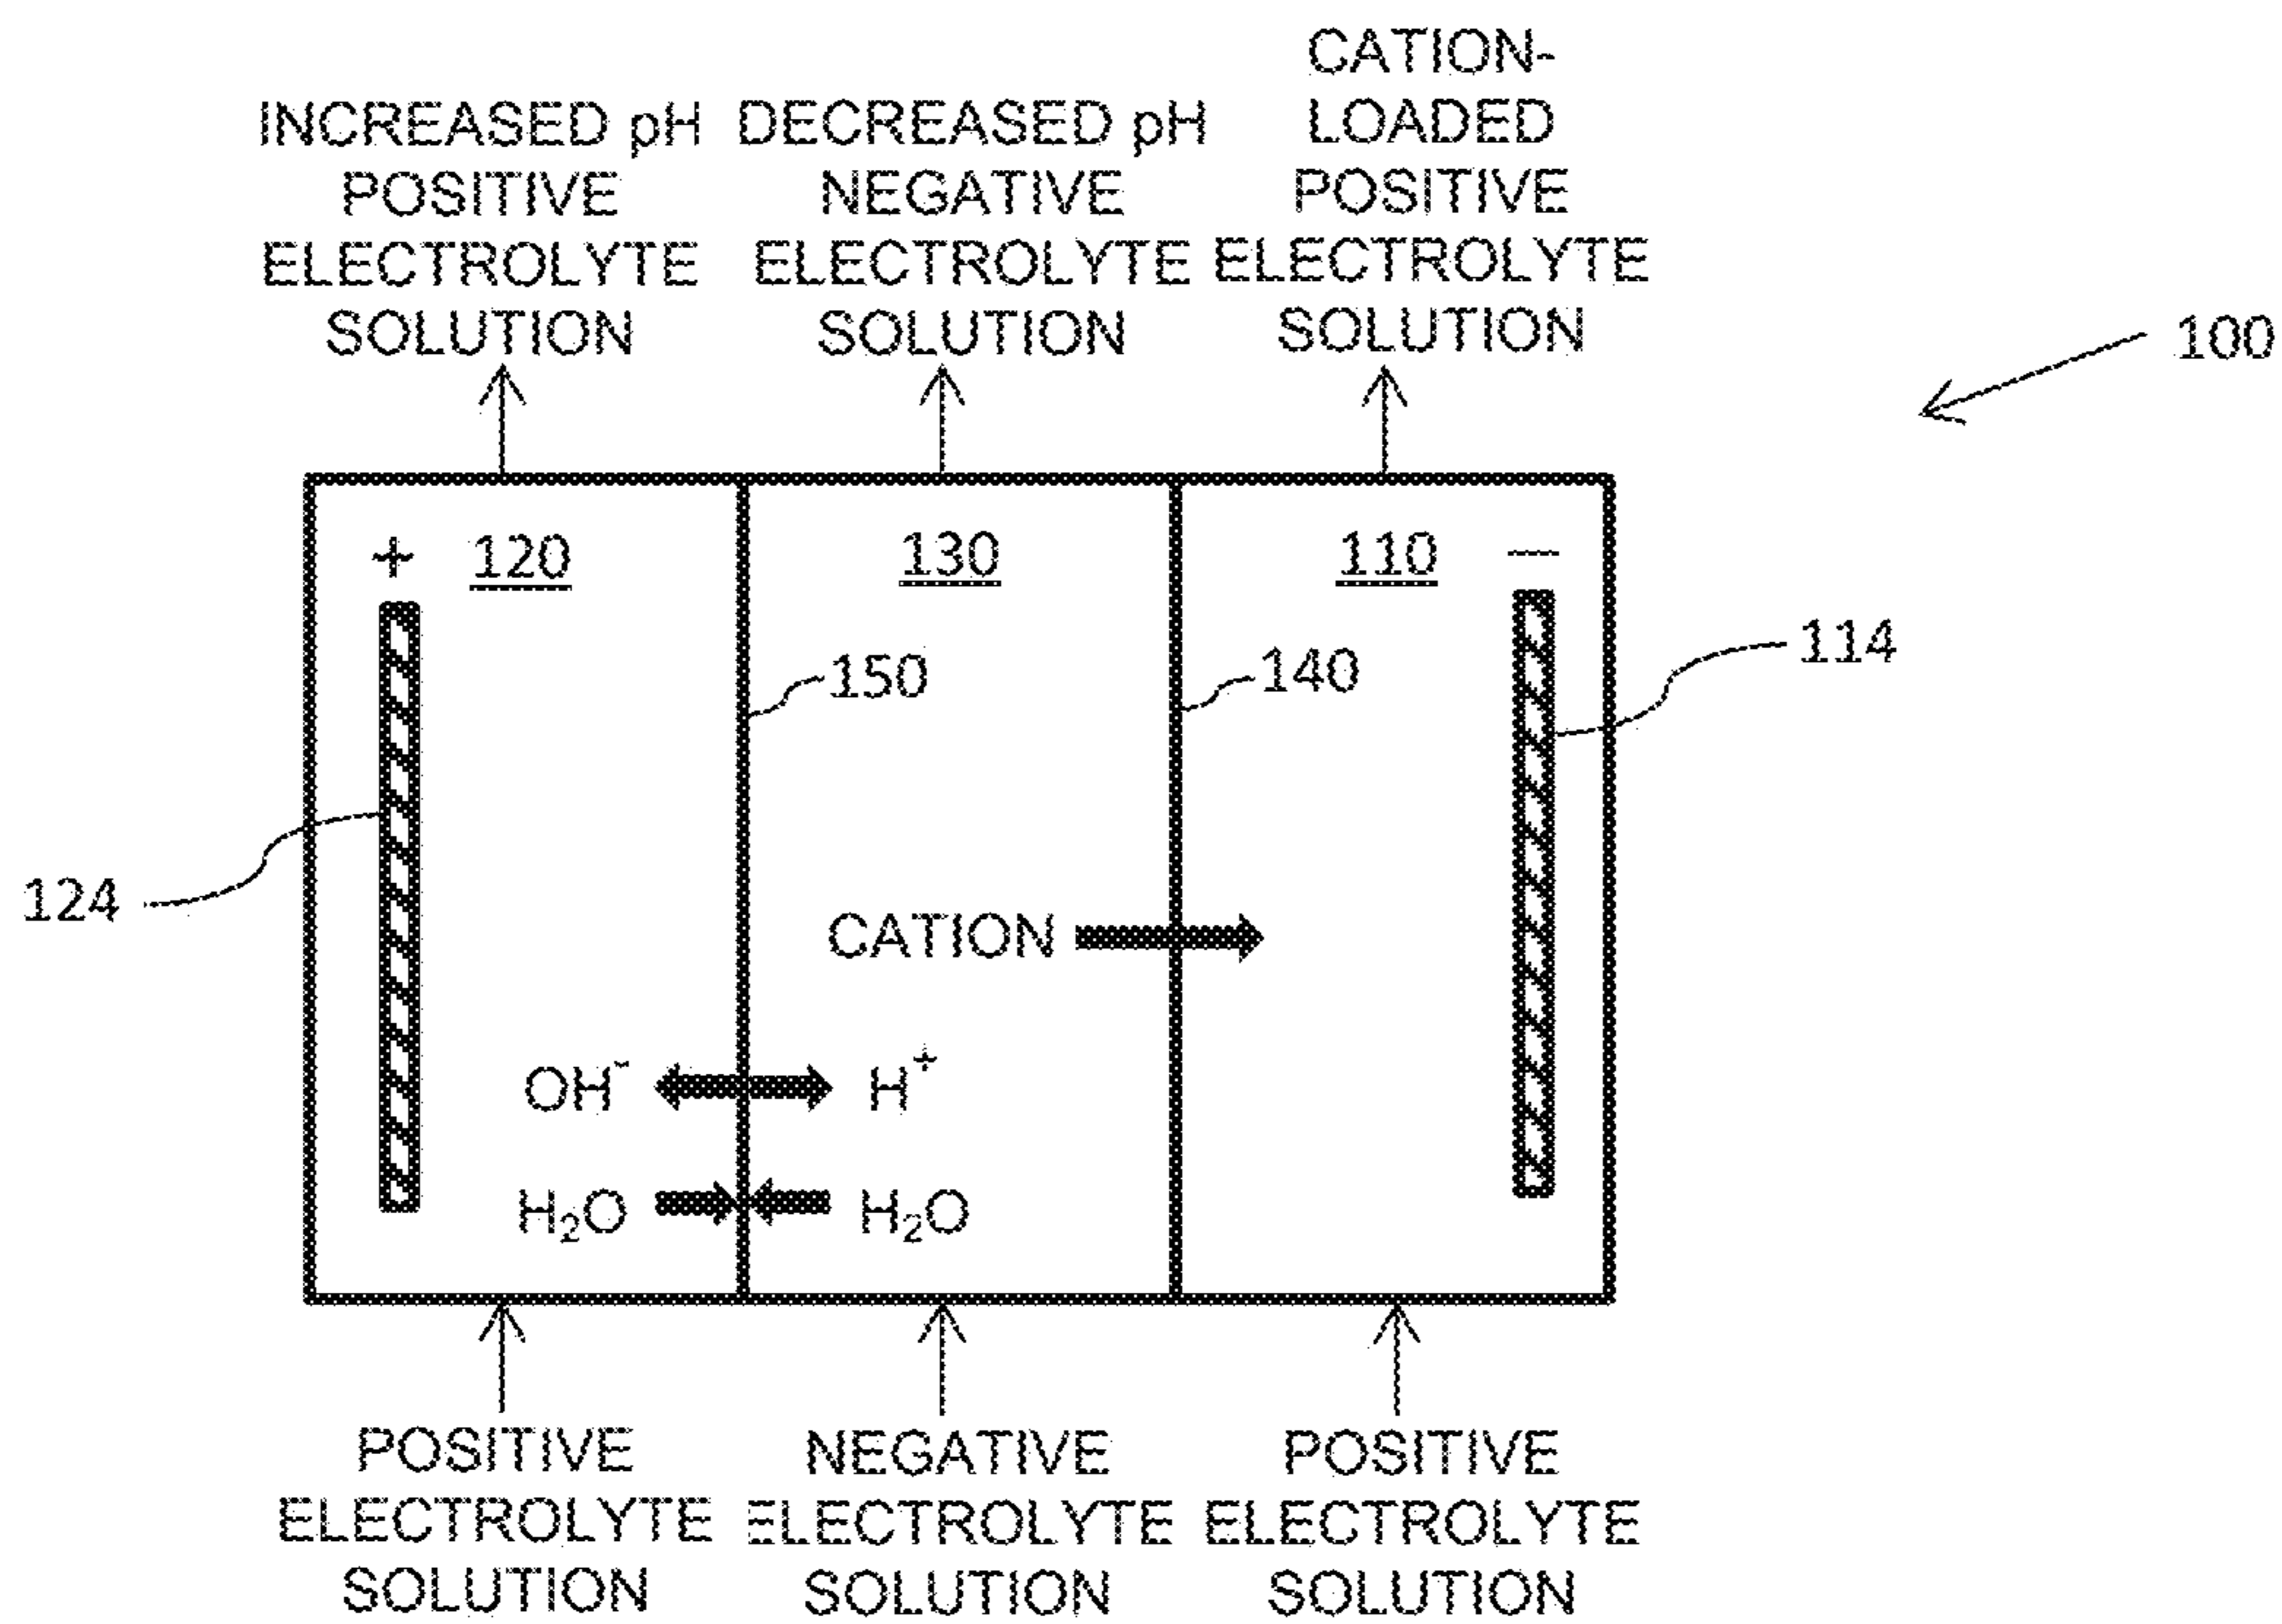 INCREASED pH
POSITIVE
ELECTROLYTE
SOLUTION
DECREASED pH
NEGATIVE
ELECTROLYTE
SOLUTION
CATION-
LOADED
POSITIVE
ELECTROLYTE
SOLUTION
100
+ 120
130
110 —
150
140
114
124
CATION
OH⁻ H⁺
H₂O H₂O
POSITIVE
ELECTROLYTE
SOLUTION
NEGATIVE
ELECTROLYTE
SOLUTION
POSITIVE
ELECTROLYTE
SOLUTION